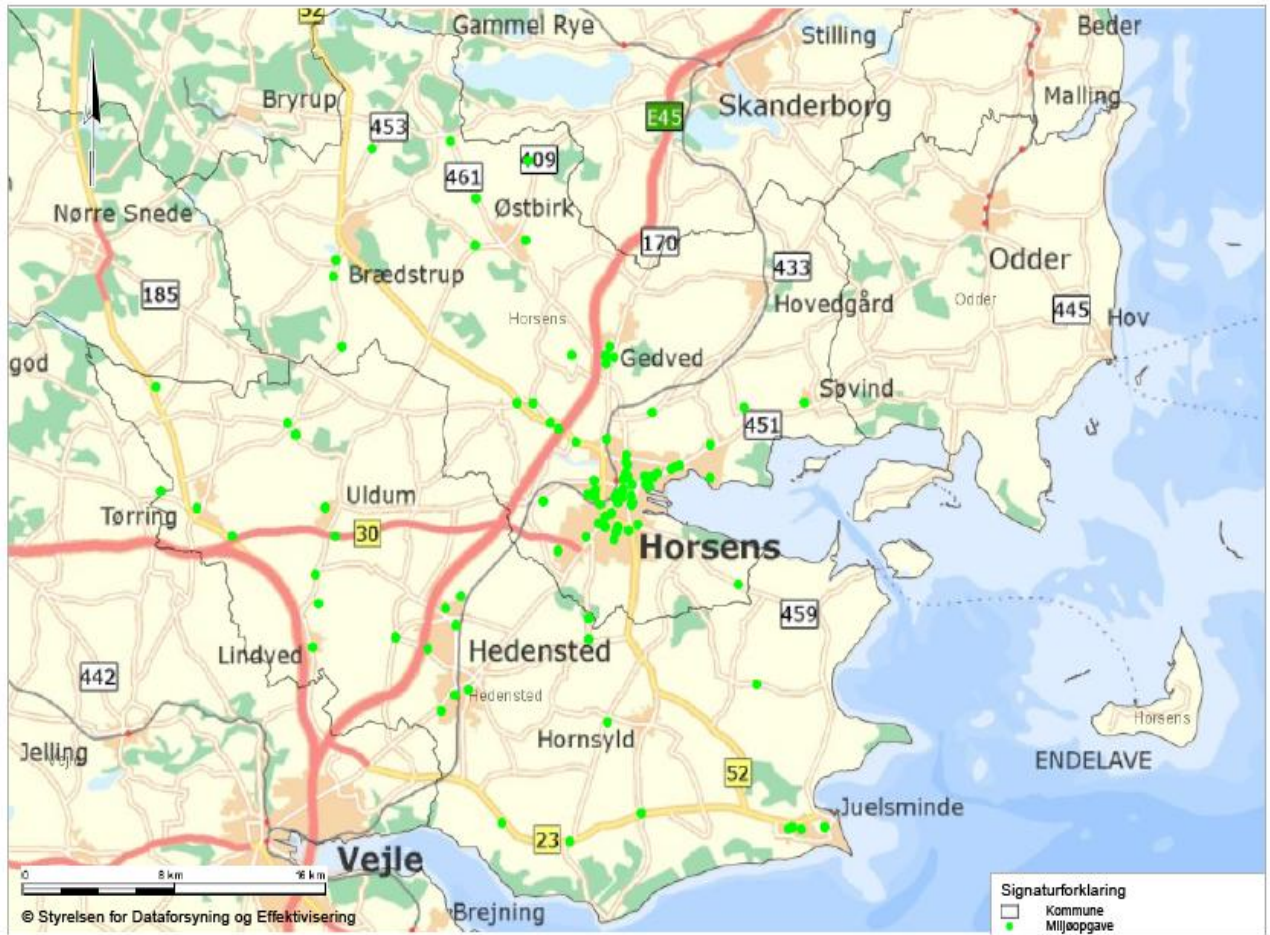 52
Gammel Rye
Stilling
Beder
Bryrup
453
E45
Skanderborg
Malling
409
461
Østbirk
Nørre Snede
170
433
Odder
185
Brædstrup
Hovedgård
Odder
445
Hov
Horsens
god
Gedved
Søvind
451
Uldum
Tørring
30
Horsens
459
Lindved
Hedensted
442
Hedensted
Horsens
Jelling
Hornsyld
ENDELAVE
52
Juelsminde
23
Vejle
0 8 km 16 km
© Styrelsen for Dataforsyning og Effektivisering
Brejning
Signaturforklaring
Kommune
Miljøopgave